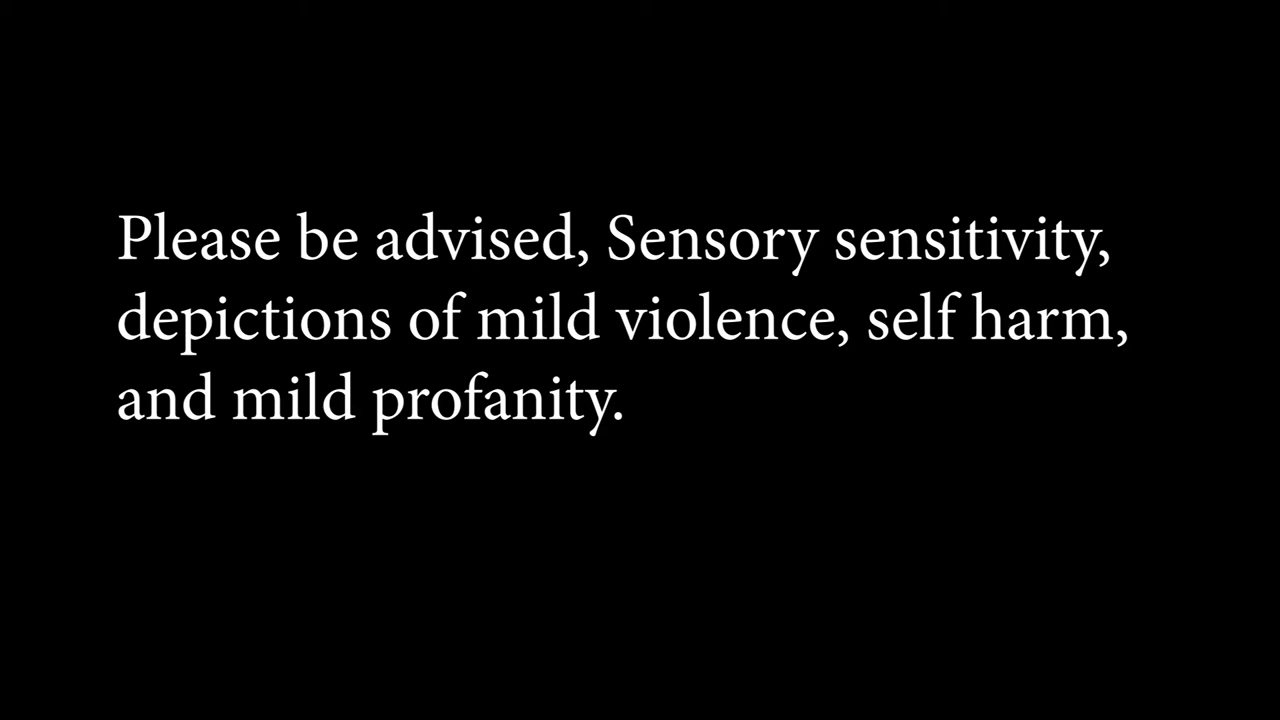 Please be advised, Sensory sensitivity,
depictions of mild violence, self harm,
and mild profanity.